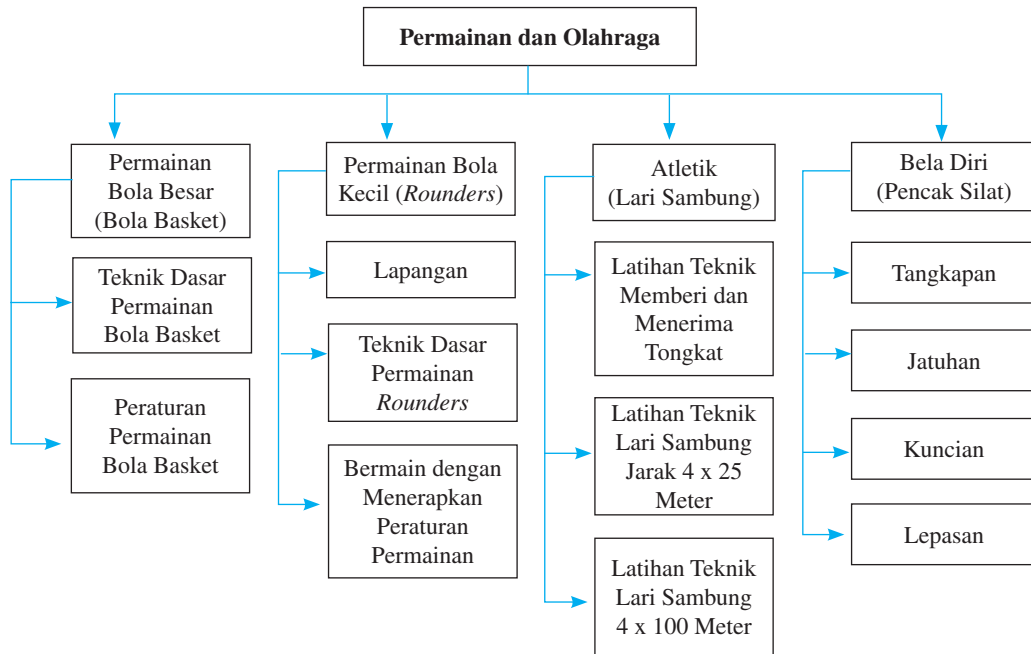 Permainan dan Olahraga
Permainan
Bola Besar
(Bola Basket)
Teknik Dasar
Permainan
Bola Basket
Peraturan
Permainan
Bola Basket
Permainan Bola
Kecil (Rounders)
Lapangan
Teknik Dasar
Permainan
Rounders
Bermain dengan
Menerapkan
Peraturan
Permainan
Atletik
(Lari Sambung)
Latihan Teknik
Memberi dan
Menerima
Tongkat
Latihan Teknik
Lari Sambung
Jarak 4 x 25
Meter
Latihan Teknik
Lari Sambung
4 x 100 Meter
Bela Diri
(Pencak Silat)
Tangkapan
Jatuhan
Kuncian
Lepasan